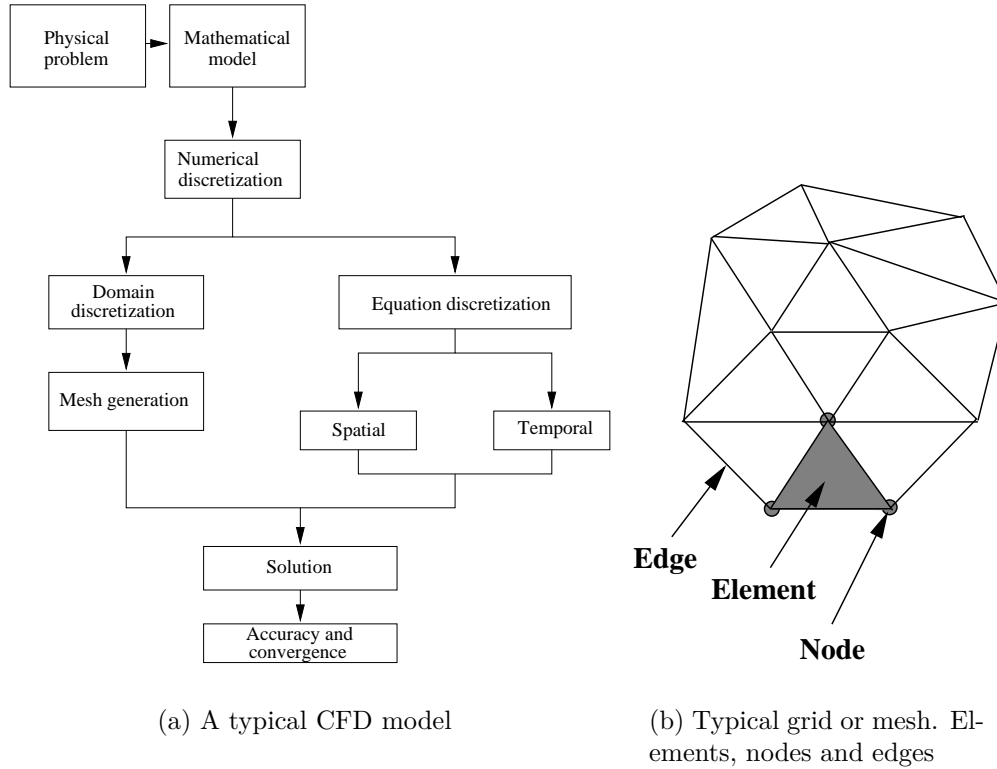 Physical
problem
Mathematical
model
Numerical
discretization
Domain
discretization
Equation discretization
Mesh generation
Spatial
Temporal
Solution
Accuracy and
convergence
(a) A typical CFD model
Edge
Element
Node
(b) Typical grid or mesh. El-
ements, nodes and edges